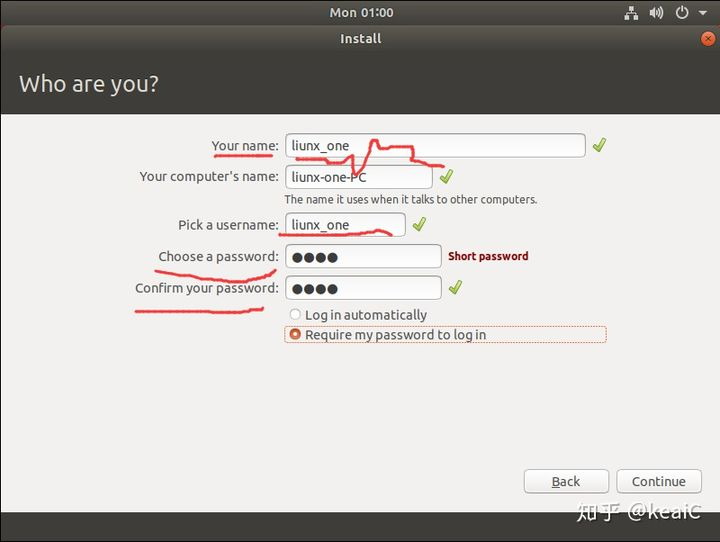 Mon 01:00
Install
Who are you?
Your name: liunx_one
Your computer's name: liunx-one-PC
The name it uses when it talks to other computers.
Pick a username: liunx_one
Choose a password: ●●●● Short password
Confirm your password: ●●●●
Log in automatically
Require my password to log in
Back Continue
知乎 @keaiC